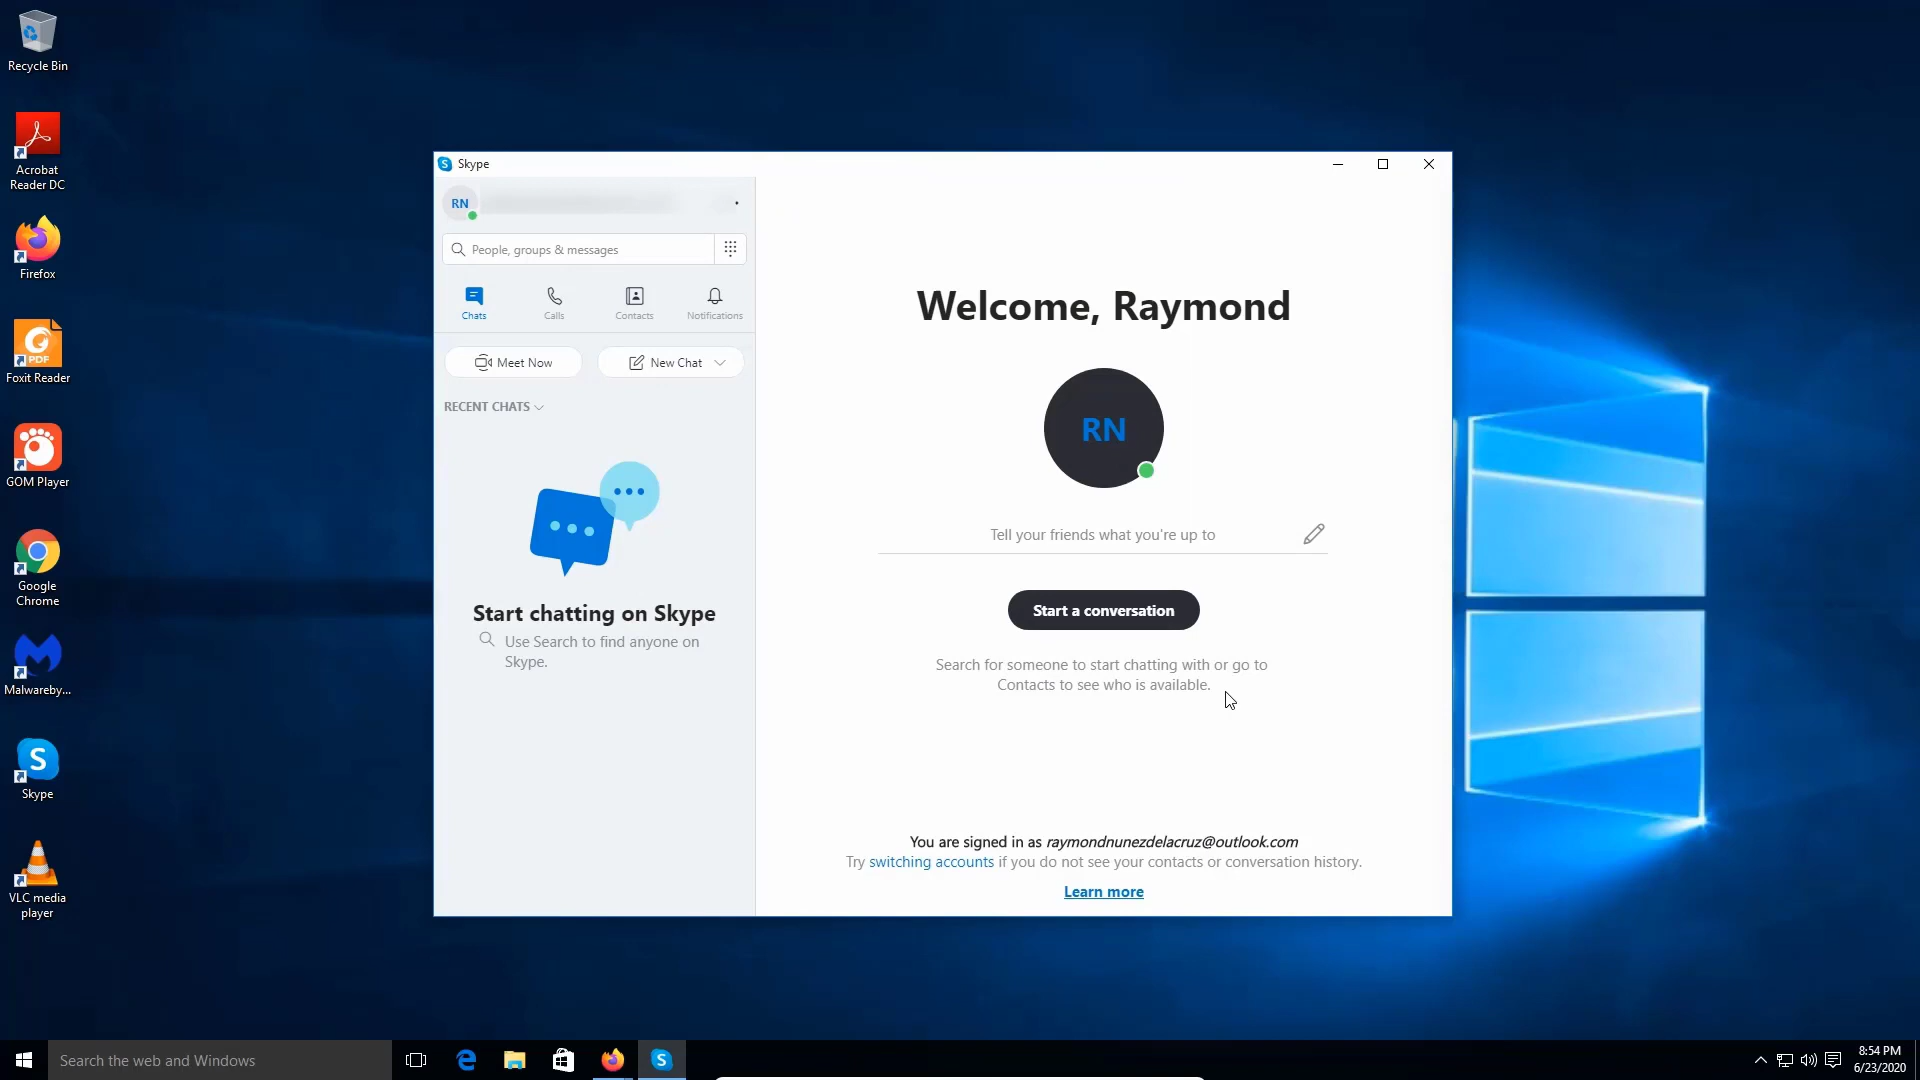 Recycle Bin
Acrobat
Reader DC
Firefox
PDF
Foxit Reader
GOM Player
Google
Chrome
Malwareby...
S
Skype
VLC media
player
S Skype
RN
People, groups & messages
Chats
Calls
Contacts
Notifications
Meet Now
New Chat
RECENT CHATS
Start chatting on Skype
Use Search to find anyone on
Skype.
Welcome, Raymond
RN
Tell your friends what you're up to
Start a conversation
Search for someone to start chatting with or go to
Contacts to see who is available.
You are signed in as raymondnunezdelacruz@outlook.com
Try switching accounts if you do not see your contacts or conversation history.
Learn more
Search the web and Windows
S
8:54 PM
6/23/2020